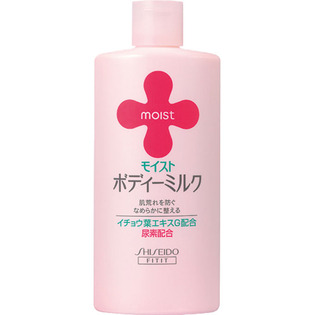 moist
モイスト
ボディーミルク
肌荒れを防ぐ
なめらかに整える
イチョウ葉エキスG配合
尿素配合
SHISEIDO
FITIT